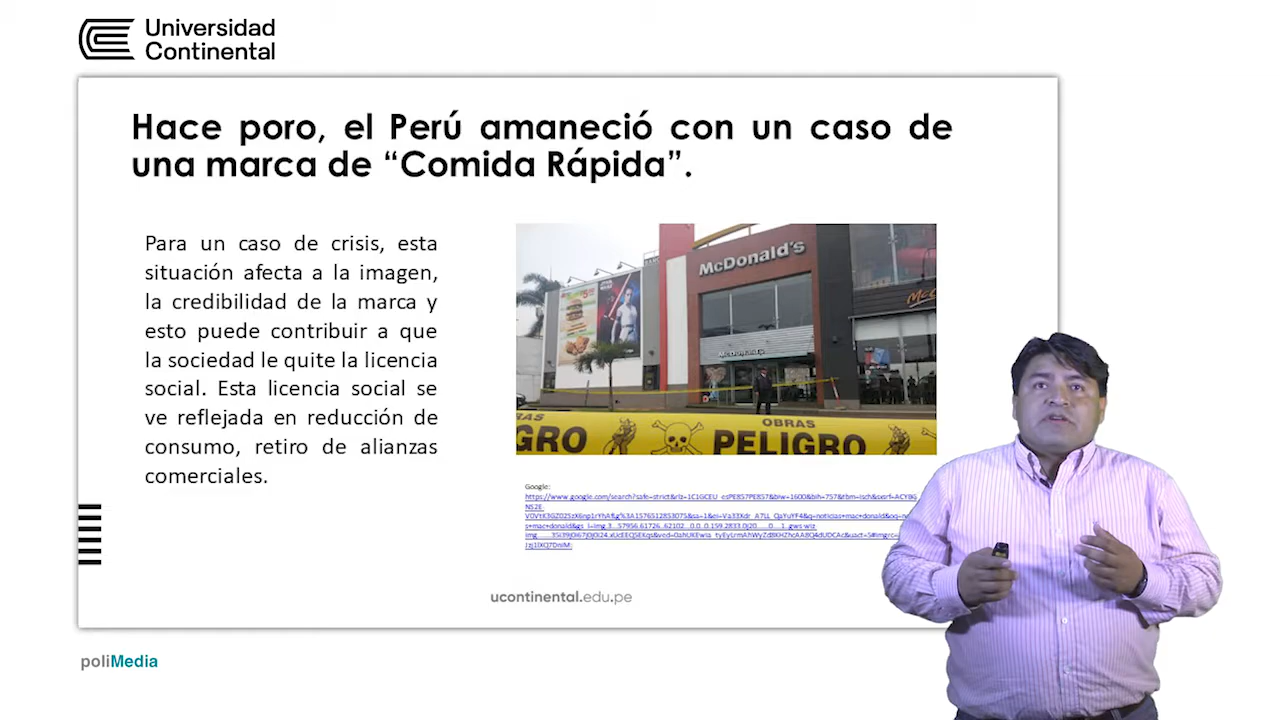 Universidad
Continental
Hace poro, el Perú amaneció con un caso de
una marca de “Comida Rápida”.
Para un caso de crisis, esta
situación afecta a la imagen,
la credibilidad de la marca y
esto puede contribuir a que
la sociedad le quite la licencia
social. Esta licencia social se
ve reflejada en reducción de
consumo, retiro de alianzas
comerciales.
McDonald's
McDonald's
OBRAS
GRO
PELIGRO
Google:
ucontinental.edu.pe
poliMedia